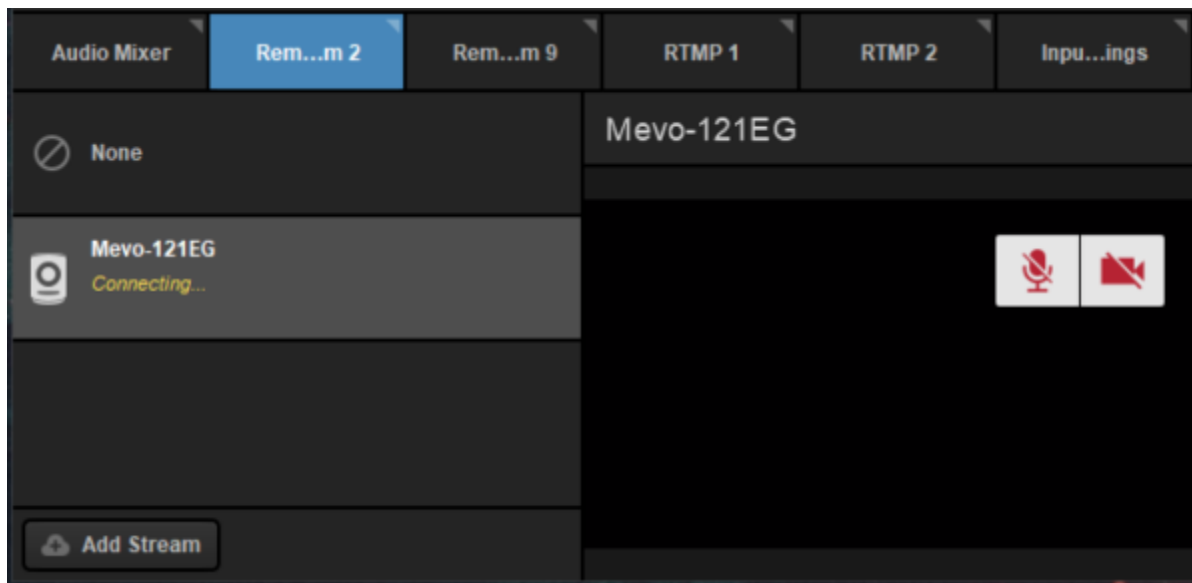 Audio Mixer
Rem...m 2
Rem...m 9
RTMP 1
RTMP 2
Inpu...ings
None
Mevo-121EG
Connecting...
Add Stream
Mevo-121EG